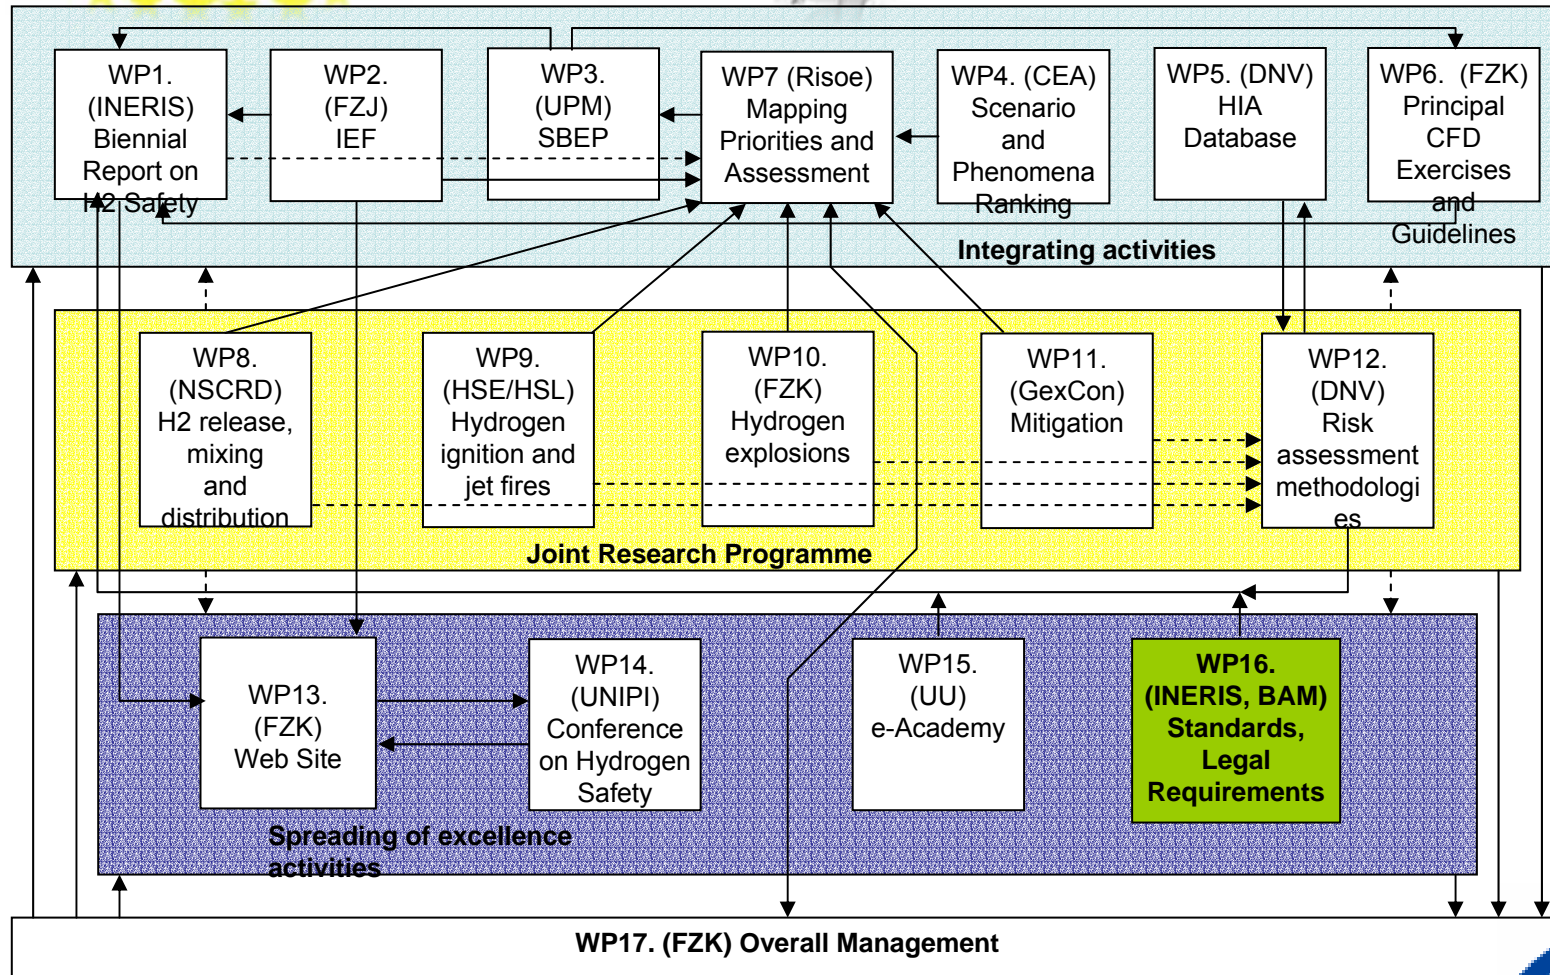 WP1.
(INERIS)
Biennial
Report on
H2 Safety
WP2.
(FZJ)
IEF
WP3.
(UPM)
SBEP
WP7 (Risoe)
Mapping
Priorities and
Assessment
WP4. (CEA)
Scenario
and
Phenomena
Ranking
WP5. (DNV)
HIA
Database
WP6. (FZK)
Principal
CFD
Exercises
and
Guidelines
Integrating activities
WP8.
(NSCRD)
H2 release,
mixing
and
distribution
WP9.
(HSE/HSL)
Hydrogen
ignition and
jet fires
WP10.
(FZK)
Hydrogen
explosions
WP11.
(GexCon)
Mitigation
WP12.
(DNV)
Risk
assessment
methodologi
es
Joint Research Programme
WP13.
(FZK)
Web Site
WP14.
(UNIPI)
Conference
on Hydrogen
Safety
WP15.
(UU)
e-Academy
WP16.
(INERIS, BAM)
Standards,
Legal
Requirements
Spreading of excellence
activities
WP17. (FZK) Overall Management